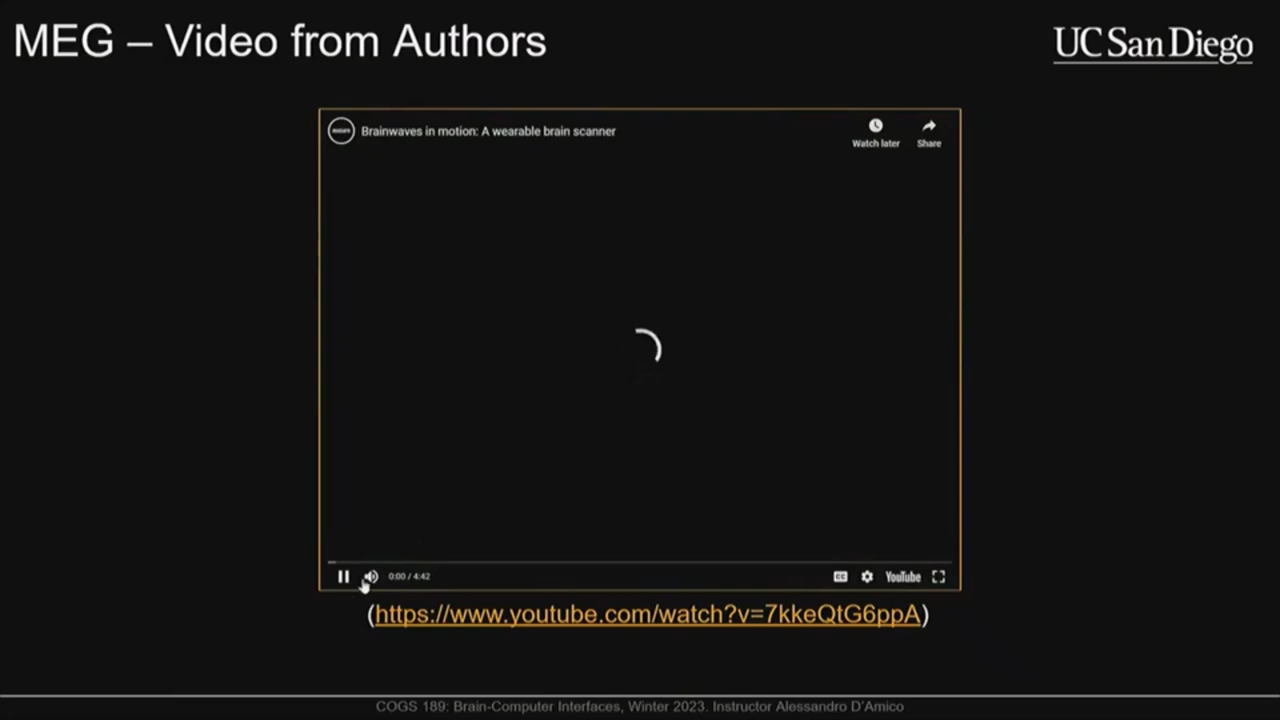 MEG – Video from Authors
UC San Diego
Brainwaves in motion: A wearable brain scanner
Watch later
Share
0:00 / 4:42
CC
YouTube
(https://www.youtube.com/watch?v=7kkeQtG6ppA)
COGS 189: Brain-Computer Interfaces, Winter 2023. Instructor Alessandro D'Amico